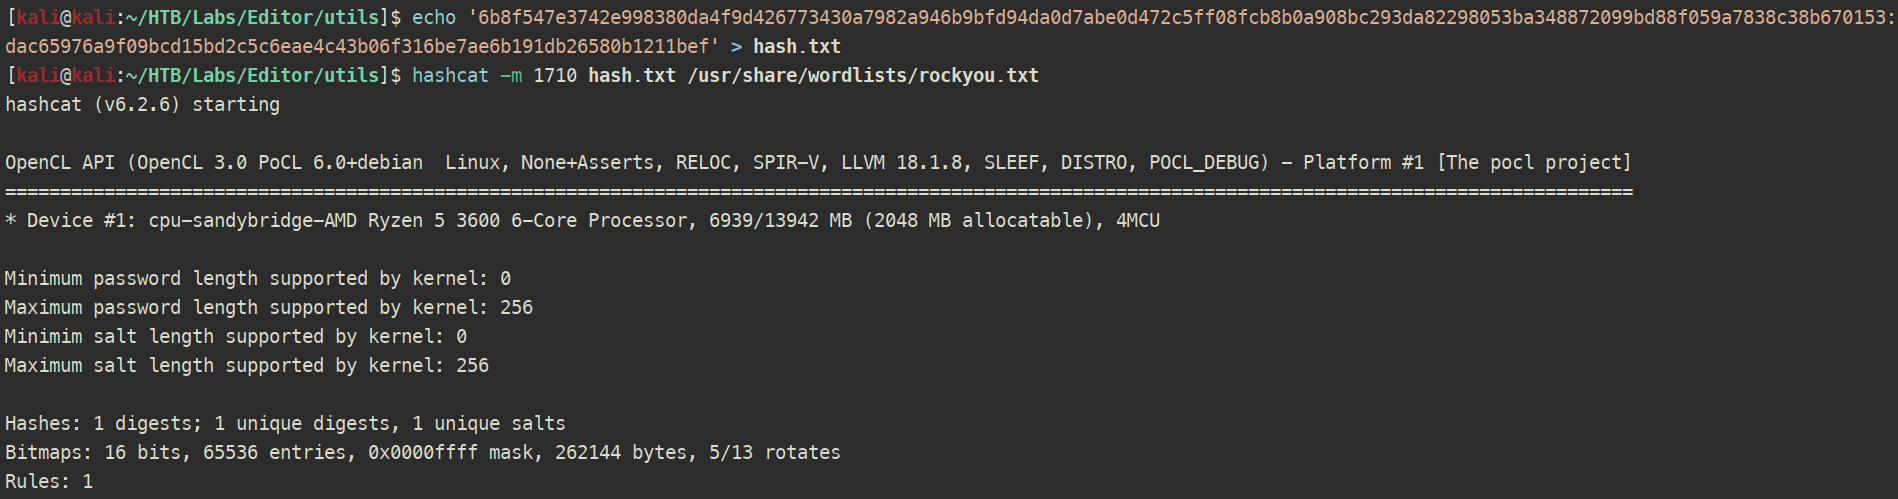 [kali@kali:~/HTB/Labs/Editor/utils]$ echo '6b8f547e3742e998380da4f9d426773430a7982a946b9bfd94da0d7abe0d472c5ff08fcb8b0a908bc293da82298053ba348872099bd88f059a7838c38b670153:
dac65976a9f09bcd15bd2c5c6eae4c43b06f316be7ae6b191db26580b1211bef' > hash.txt
[kali@kali:~/HTB/Labs/Editor/utils]$ hashcat -m 1710 hash.txt /usr/share/wordlists/rockyou.txt
hashcat (v6.2.6) starting
OpenCL API (OpenCL 3.0 PoCL 6.0+debian  Linux, None+Asserts, RELOC, SPIR-V, LLVM 18.1.8, SLEEF, DISTRO, POCL_DEBUG) - Platform #1 [The pocl project]
====================================================================================================================================================
* Device #1: cpu-sandybridge-AMD Ryzen 5 3600 6-Core Processor, 6939/13942 MB (2048 MB allocatable), 4MCU
Minimum password length supported by kernel: 0
Maximum password length supported by kernel: 256
Minimim salt length supported by kernel: 0
Maximum salt length supported by kernel: 256
Hashes: 1 digests; 1 unique digests, 1 unique salts
Bitmaps: 16 bits, 65536 entries, 0x0000ffff mask, 262144 bytes, 5/13 rotates
Rules: 1